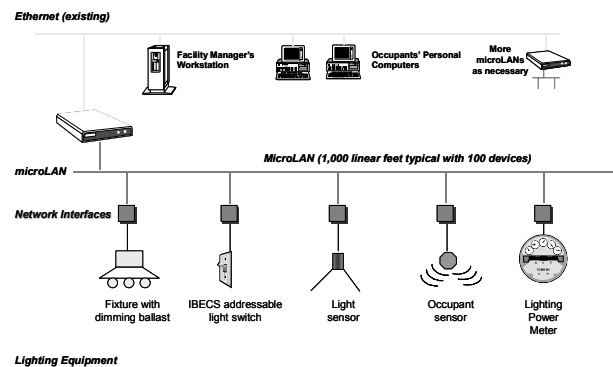 Ethernet (existing)
Facility Manager's
Workstation
Occupants' Personal
Computers
More
microLANs
as necessary
MicroLAN (1,000 linear feet typical with 100 devices)
microLAN
Network Interfaces
Fixture with
dimming ballast
IBECS addressable
light switch
Light
sensor
Occupant
sensor
Lighting
Power
Meter
Lighting Equipment